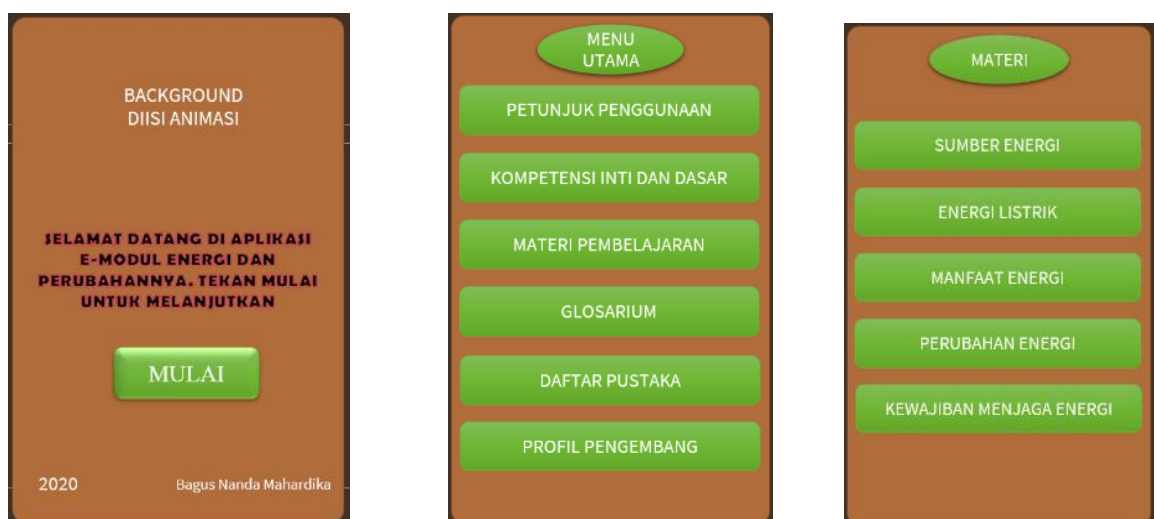 BACKGROUND
DIISI ANIMASI
SELAMAT DATANG DI APLIKASI
E-MODUL ENERGI DAN
PERUBAHANNYA. TEKAN MULAI
UNTUK MELANJUTKAN
MULAI
2020
Bagus Nanda Mahardika
MENU
UTAMA
PETUNJUK PENGGUNAAN
KOMPETENSI INTI DAN DASAR
MATERI PEMBELAJARAN
GLOSARIUM
DAFTAR PUSTAKA
PROFIL PENGEMBANG
MATERI
SUMBER ENERGI
ENERGI LISTRIK
MANFAAT ENERGI
PERUBAHAN ENERGI
KEWAJIBAN MENJAGA ENERGI